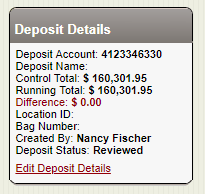 Deposit Details
Deposit Account: 4123346330
Deposit Name:
Control Total: $ 160,301.95
Running Total: $ 160,301.95
Difference: $ 0.00
Location ID:
Bag Number:
Created By: Nancy Fischer
Deposit Status: Reviewed
Edit Deposit Details